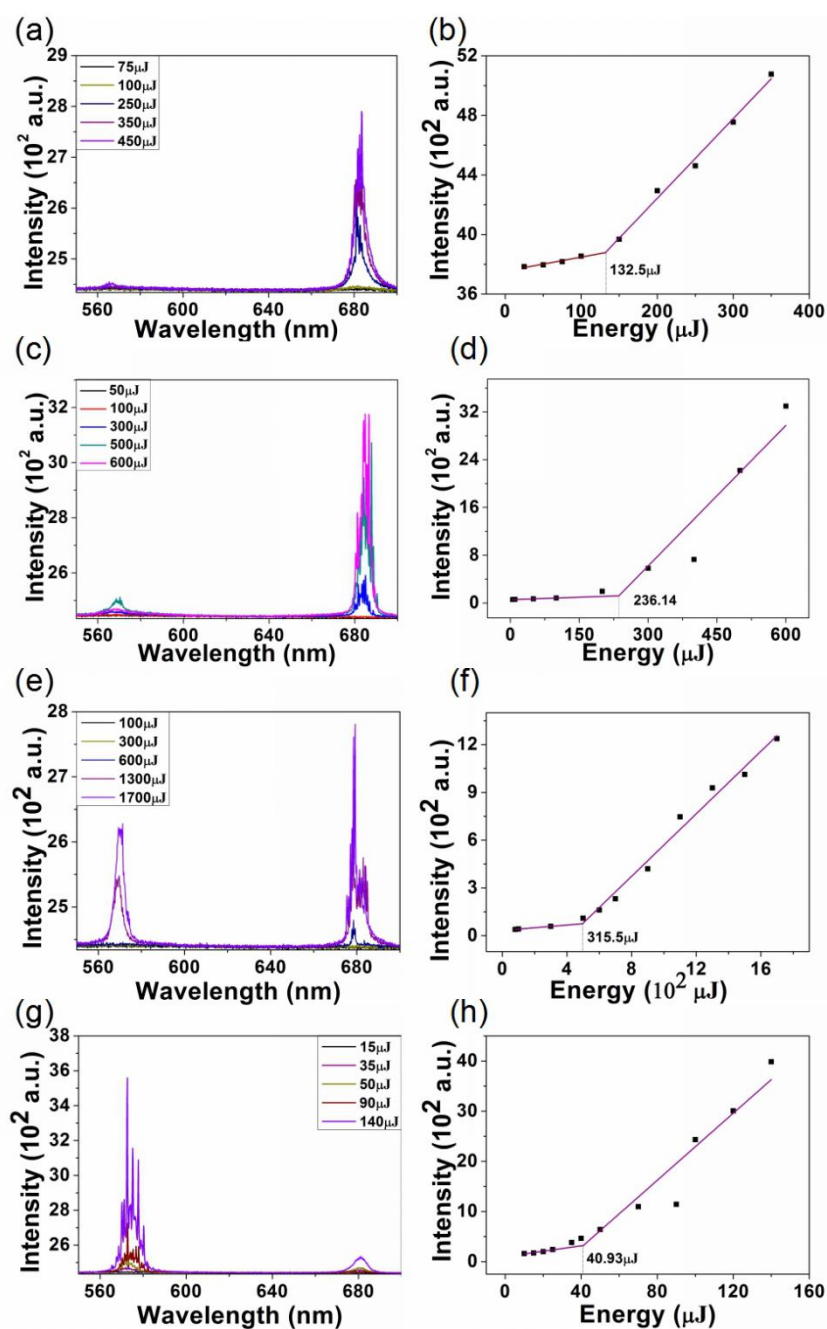 (a)
29
28
27
26
25
Intensity (10² a.u.)
75μJ
100μJ
250μJ
350μJ
450μJ
560 600 640 680
Wavelength (nm)
(b)
52
48
44
40
36
Intensity (10² a.u.)
132.5μJ
0 100 200 300 400
Energy (μJ)
(c)
32
30
28
26
Intensity (10² a.u.)
50μJ
100μJ
300μJ
500μJ
600μJ
560 600 640 680
Wavelength (nm)
(d)
32
24
16
8
0
Intensity (10² a.u.)
236.14
0 150 300 450 600
Energy (μJ)
(e)
28
27
26
25
Intensity (10² a.u.)
100μJ
300μJ
600μJ
1300μJ
1700μJ
560 600 640 680
Wavelength (nm)
(f)
12
9
6
3
0
Intensity (10² a.u.)
315.5μJ
0 4 8 12 16
Energy (10² μJ)
(g)
38
36
34
32
30
28
26
Intensity (10² a.u.)
15μJ
35μJ
50μJ
90μJ
140μJ
560 600 640 680
Wavelength (nm)
(h)
40
30
20
10
0
Intensity (10² a.u.)
40.93μJ
0 40 80 120 160
Energy (μJ)